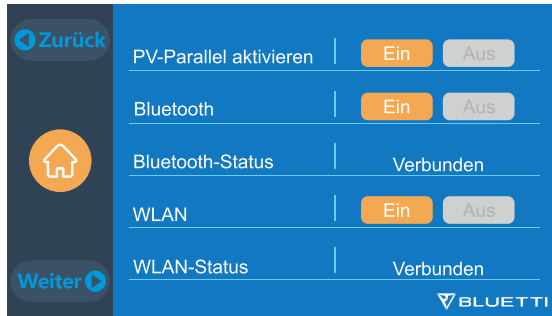 Zurück
PV-Parallel aktivieren Ein Aus
Bluetooth Ein Aus
Bluetooth-Status Verbunden
WLAN Ein Aus
WLAN-Status Verbunden
Weiter
BLUETTI